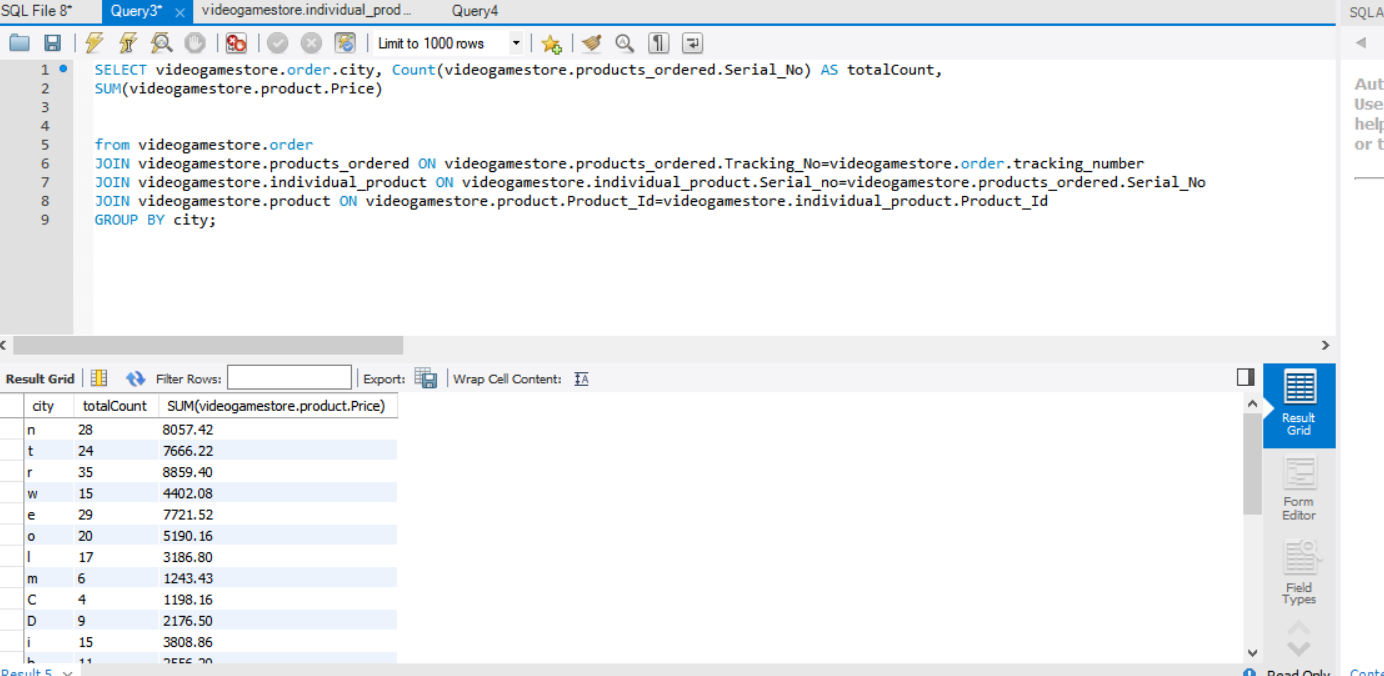 SQL File 8* Query3* × videogamestore.individual_prod... Query4
SQLA
Limit to 1000 rows
1 SELECT videogamestore.order.city, Count(videogamestore.products_ordered.Serial_No) AS totalCount,
2 SUM(videogamestore.product.Price)
3
4
5 from videogamestore.order
6 JOIN videogamestore.products_ordered ON videogamestore.products_ordered.Tracking_No=videogamestore.order.tracking_number
7 JOIN videogamestore.individual_product ON videogamestore.individual_product.Serial_no=videogamestore.products_ordered.Serial_No
8 JOIN videogamestore.product ON videogamestore.product.Product_Id=videogamestore.individual_product.Product_Id
9 GROUP BY city;
Aut
Use
help
or t
Result Grid Filter Rows: Export: Wrap Cell Content: IA
city totalCount SUM(videogamestore.product.Price)
n 28 8057.42
t 24 7666.22
r 35 8859.40
w 15 4402.08
e 29 7721.52
o 20 5190.16
l 17 3186.80
m 6 1243.43
C 4 1198.16
D 9 2176.50
i 15 3808.86
h 11
Result
Grid
Form
Editor
Field
Types
Result 5 ×
Read Only
Conte